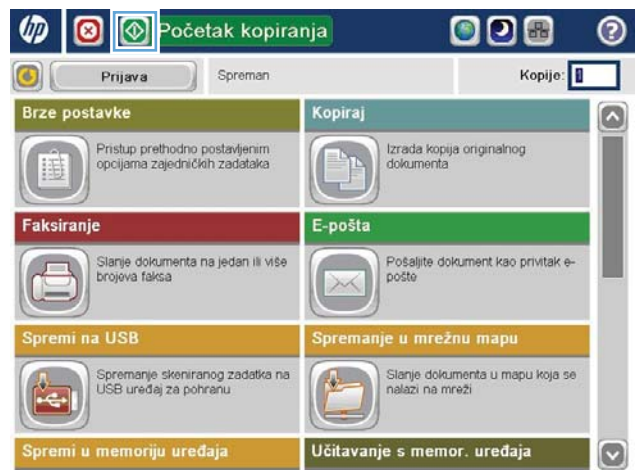 hp
Početak kopiranja
?
Prijava
Spreman
Kopije: 1
Brze postavke
Kopiraj
Pristup prethodno postavljenim
opcijama zajedničkih zadataka
Izrada kopija originalnog
dokumenta
Faksiranje
E-pošta
Slanje dokumenta na jedan ili više
brojeva faksa
Pošaljite dokument kao privitak e-
pošte
Spremi na USB
Spremanje u mrežnu mapu
Spremanje skeniranog zadatka na
USB uređaj za pohranu
Slanje dokumenta u mapu koja se
nalazi na mreži
Spremi u memoriju uređaja
Učitavanje s memor. uređaja